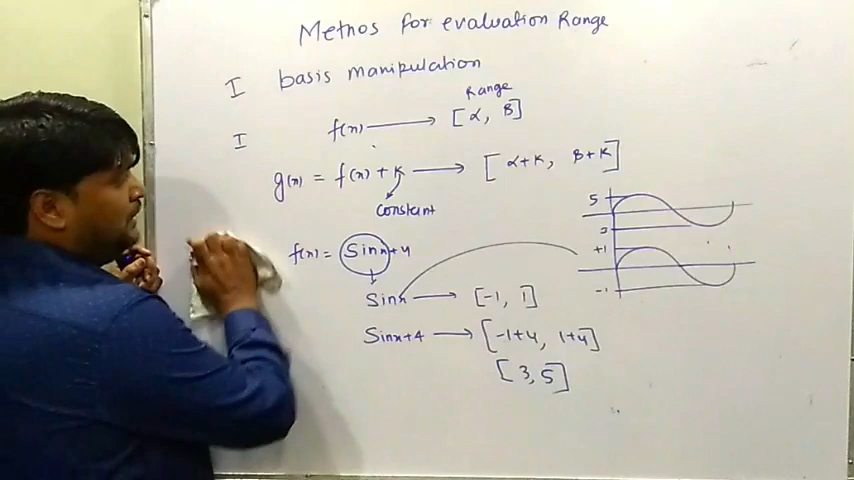 Methos for evaluation Range
I basis manipulation
Range
I f(x) → [α, B]
g(x) = f(x) + K → [α+K, B+K]
constant
f(x) = Sinx+4
Sinx → [-1, 1]
Sinx+4 → [-1+4, 1+4]
[3, 5]
5
3
+1
-1